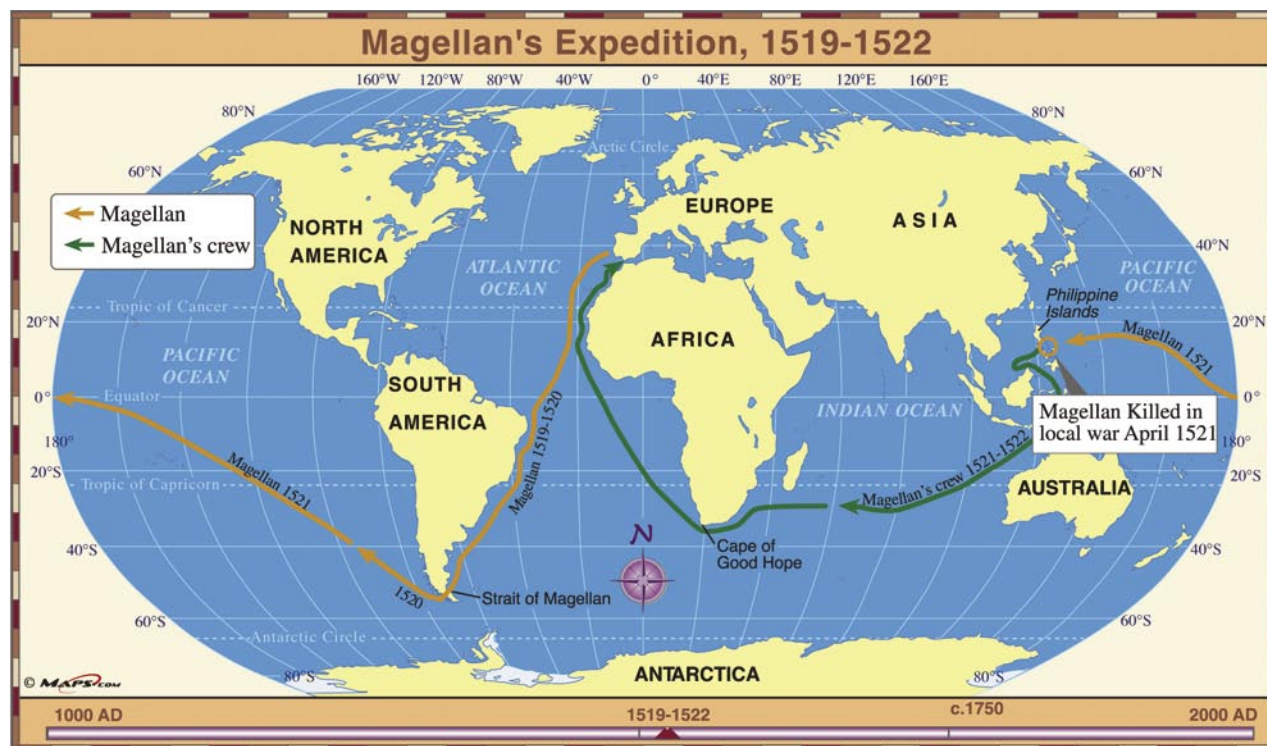 Magellan's Expedition, 1519-1522
160°W 120°W 80°W 40°W 0° 40°E 80°E 120°E 160°E
80°N
80°N
Arctic Circle
60°N
60°N
Magellan
Magellan's crew
NORTH
AMERICA
EUROPE
ASIA
40°N
ATLANTIC
OCEAN
PACIFIC
OCEAN
Tropic of Cancer
Philippine
Islands
20°N
20°N
Magellan 1521
AFRICA
PACIFIC
OCEAN
SOUTH
AMERICA
Equator
0°
0°
INDIAN OCEAN
Magellan Killed in
local war April 1521
180°
180°
Magellan 1519-1520
Magellan 1521
Magellan's crew 1521-1522
20°S
20°S
Tropic of Capricorn
AUSTRALIA
N
Cape of
Good Hope
40°S
40°S
1520
Strait of Magellan
60°S
60°S
Antarctic Circle
80°S
80°S
ANTARCTICA
© MAPS.COM
1000 AD
1519-1522
c.1750
2000 AD